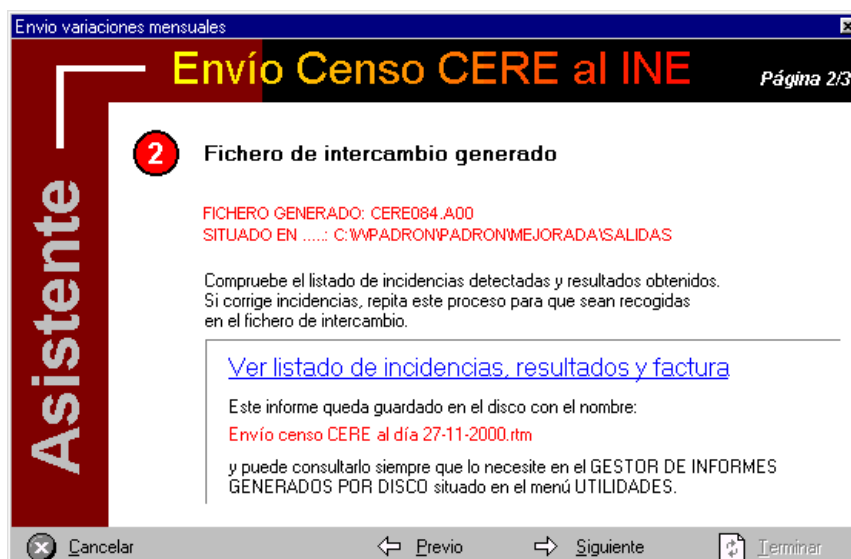 Envio variaciones mensuales
Envío Censo CERE al INE
Página 2/3
Asistente
2
Fichero de intercambio generado
FICHERO GENERADO: CERE084.A00
SITUADO EN .....: C:\WPADRON\PADRON\MEJORADA\SALIDAS
Compruebe el listado de incidencias detectadas y resultados obtenidos.
Si corrige incidencias, repita este proceso para que sean recogidas
en el fichero de intercambio.
Ver listado de incidencias, resultados y factura
Este informe queda guardado en el disco con el nombre:
Envío censo CERE al día 27-11-2000.rtm
y puede consultarlo siempre que lo necesite en el GESTOR DE INFORMES
GENERADOS POR DISCO situado en el menú UTILIDADES.
Cancelar
Previo
Siguiente
Terminar